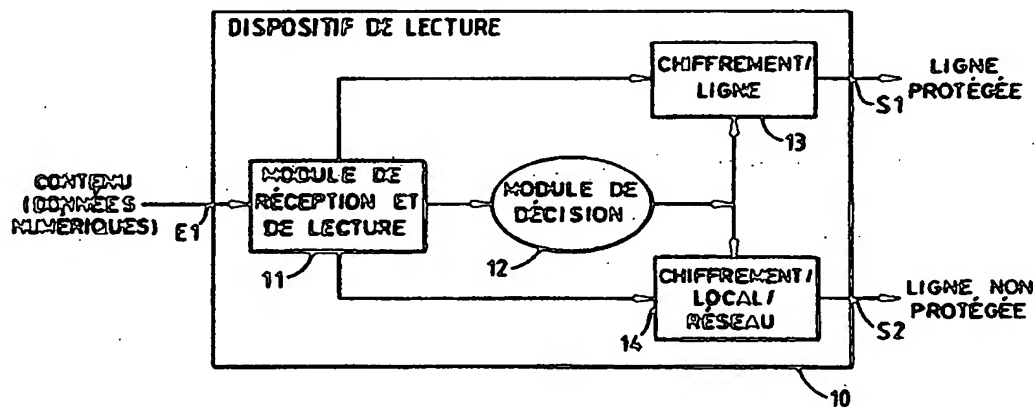 DISPOSITIF DE LECTURE
CHIFFREMENT/
LIGNE
13
S1
LIGNE
PROTÉGÉE
CONTENU
(DONNÉES
NUMÉRIQUES)
E1
MODULE DE
RÉCEPTION ET
DE LECTURE
11
MODULE DE
DÉCISION
12
CHIFFREMENT/
LOCAL/
RÉSEAU
14
S2
LIGNE NON
PROTÉGÉE
10